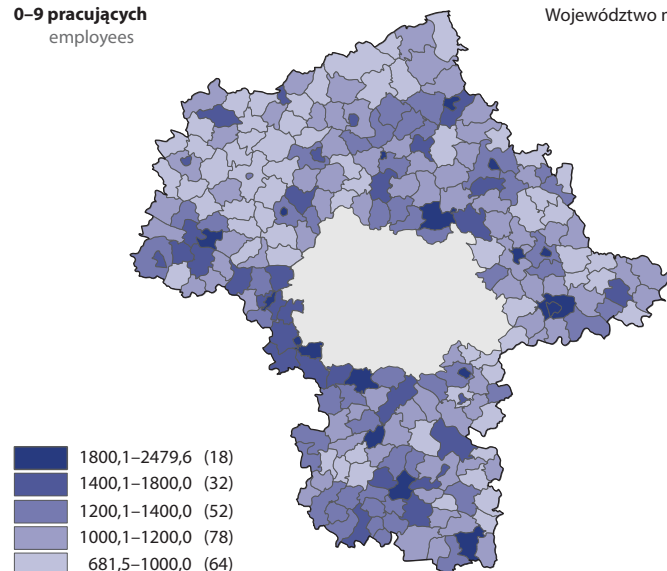 0–9 pracujących
employees
Województwo
1800,1–2479,6 (18)
1400,1–1800,0 (32)
1200,1–1400,0 (52)
1000,1–1200,0 (78)
681,5–1000,0 (64)